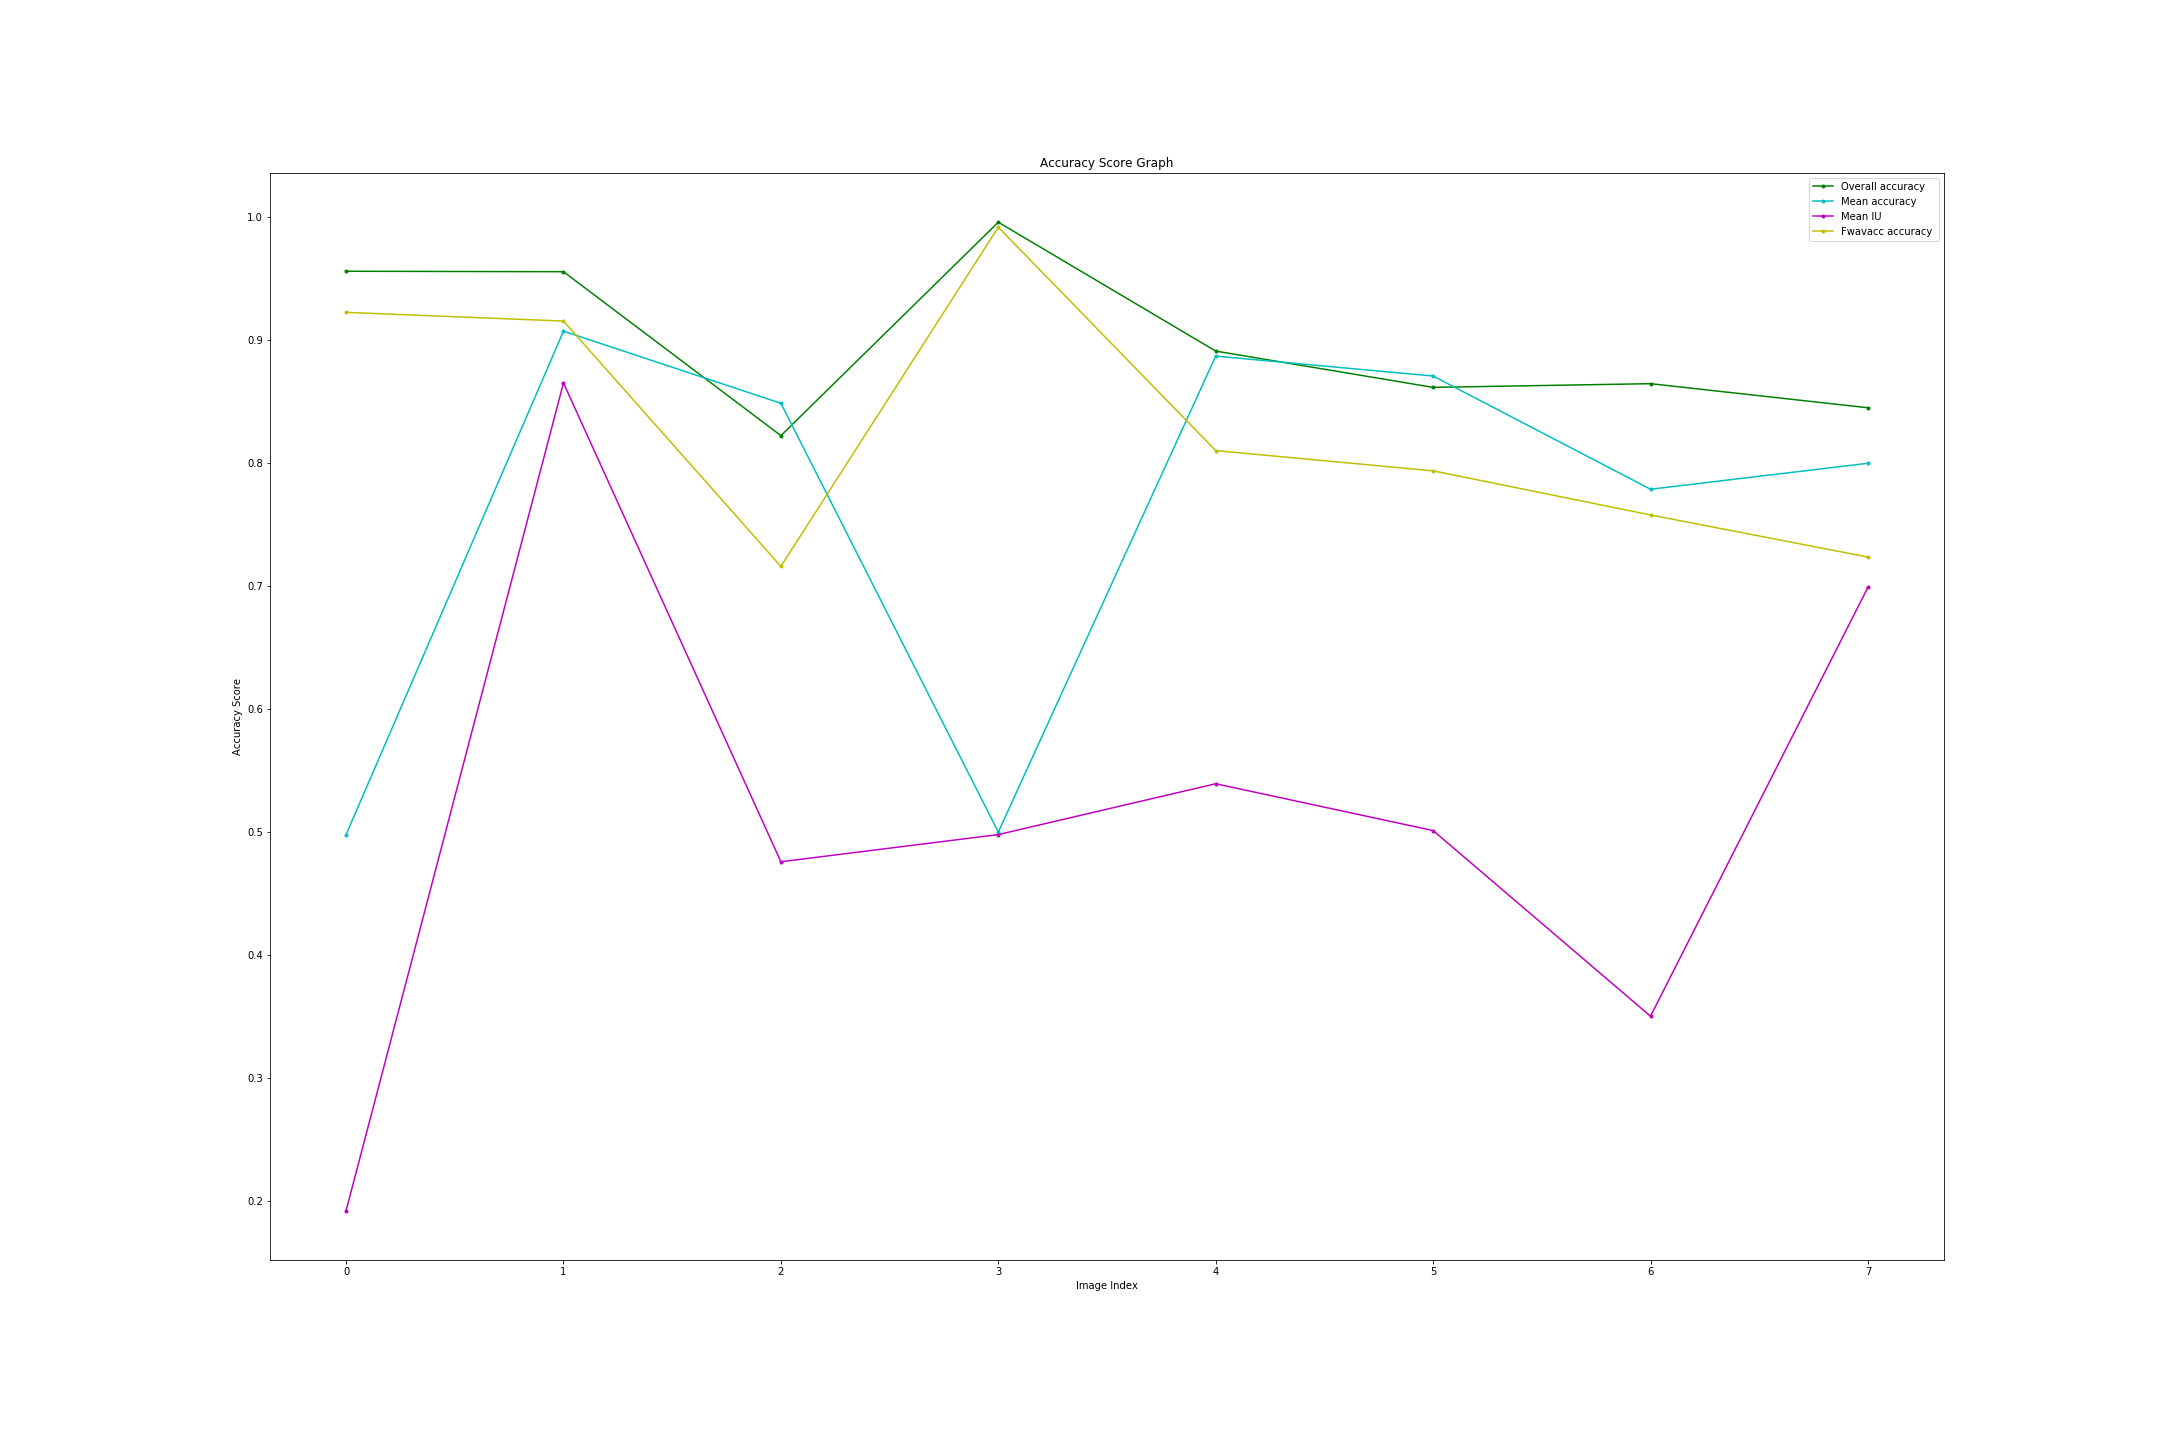 Accuracy Score Graph
Overall accuracy
Mean accuracy
Mean IU
Fwavacc accuracy
1.0
0.9
0.8
0.7
0.6
0.5
0.4
0.3
0.2
Accuracy Score
0 1 2 3 4 5 6 7
Image Index